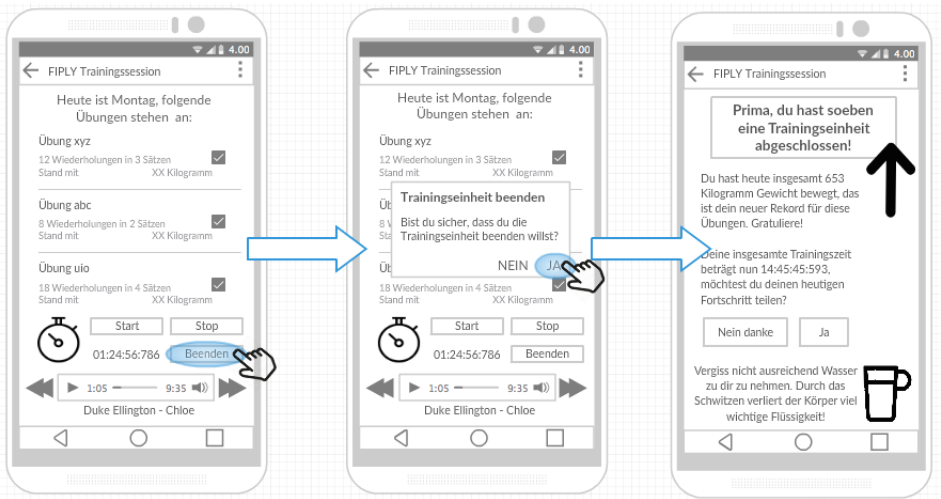 4.00
FIPLY Trainingssession
Heute ist Montag, folgende
Übungen stehen an:
Übung xyz
12 Wiederholungen in 3 Sätzen
Stand mit XX Kilogramm
Übung abc
8 Wiederholungen in 2 Sätzen
Stand mit XX Kilogramm
Übung uio
18 Wiederholungen in 4 Sätzen
Stand mit XX Kilogramm
Start Stop
01:24:56:786 Beenden
1:05 9:35
Duke Ellington - Chloe
4.00
FIPLY Trainingssession
Heute ist Montag, folgende
Übungen stehen an:
Übung xyz
12 Wiederholungen in 3 Sätzen
Stand mit XX Kilogramm
Üb
8 W
Stand mit XX Kilogramm
Trainingseinheit beenden
Bist du sicher, dass du die
Trainingseinheit beenden willst?
NEIN JA
Üb
18 Wiederholungen in 4 Sätzen
Stand mit XX Kilogramm
Start Stop
01:24:56:786 Beenden
1:05 9:35
Duke Ellington - Chloe
4.00
FIPLY Trainingssession
Prima, du hast soeben
eine Trainingseinheit
abgeschlossen!
Du hast heute insgesamt 653
Kilogramm Gewicht bewegt, das
ist dein neuer Rekord für diese
Übungen. Gratuliere!
Deine insgesamte Trainingszeit
beträgt nun 14:45:45:593,
möchtest du deinen heutigen
Fortschritt teilen?
Nein danke Ja
Vergiss nicht ausreichend Wasser
zu dir zu nehmen. Durch das
Schwitzen verliert der Körper viel
wichtige Flüssigkeit!